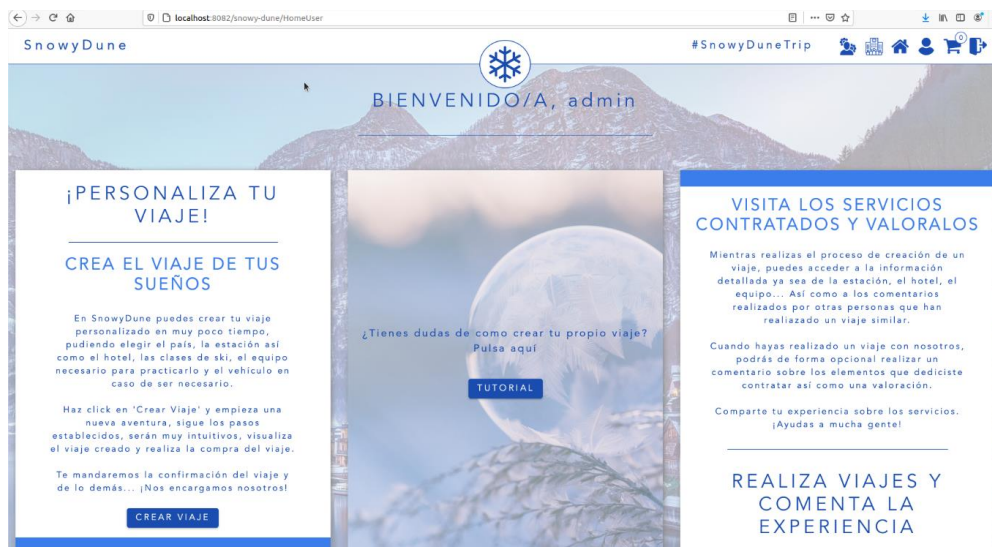 localhost:8082/snowy-dune/HomeUser
SnowyDune
#SnowyDuneTrip
0
BIENVENIDO/A, admin
¡PERSONALIZA TU
VIAJE!
CREA EL VIAJE DE TUS
SUEÑOS
En SnowyDune puedes crear tu viaje
personalizado en muy poco tiempo,
pudiendo elegir el país, la estación así
como el hotel, las clases de ski, el equipo
necesario para practicarlo y el vehículo en
caso de ser necesario.
Haz click en 'Crear Viaje' y empieza una
nueva aventura, sigue los pasos
establecidos, serán muy intuitivos, visualiza
el viaje creado y realiza la compra del viaje.
Te mandaremos la confirmación del viaje y
de lo demás... ¡Nos encargamos nosotros!
CREAR VIAJE
¿Tienes dudas de como crear tu propio viaje?
Pulsa aquí
TUTORIAL
VISITA LOS SERVICIOS
CONTRATADOS Y VALORALOS
Mientras realizas el proceso de creación de un
viaje, puedes acceder a la información
detallada ya sea de la estación, el hotel, el
equipo... Así como a los comentarios
realizados por otras personas que han
realiazado un viaje similar.
Cuando hayas realizado un viaje con nosotros,
podrás de forma opcional realizar un
comentario sobre los elementos que dediciste
contratar así como una valoración.
Comparte tu experiencia sobre los servicios.
¡Ayudas a mucha gente!
REALIZA VIAJES Y
COMENTA LA
EXPERIENCIA